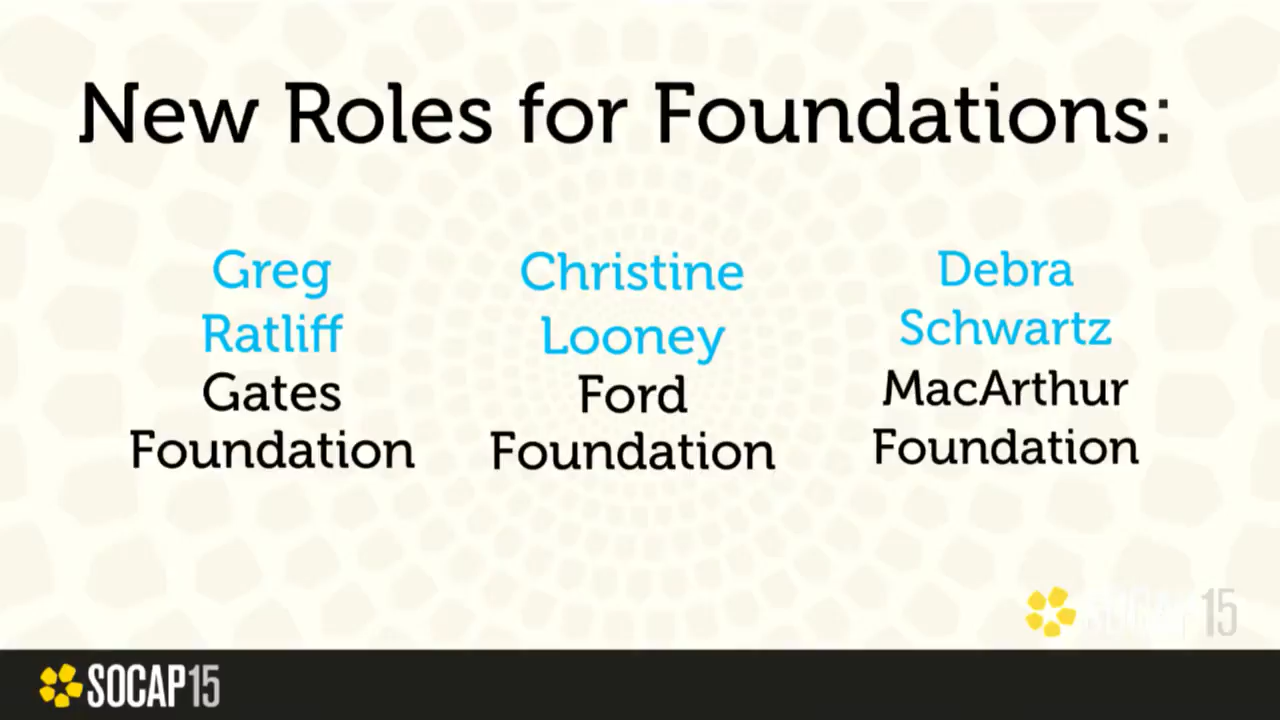 New Roles for Foundations:
Greg
Ratliff
Gates
Foundation
Christine
Looney
Ford
Foundation
Debra
Schwartz
MacArthur
Foundation
SOCAP 15
SOCAP15